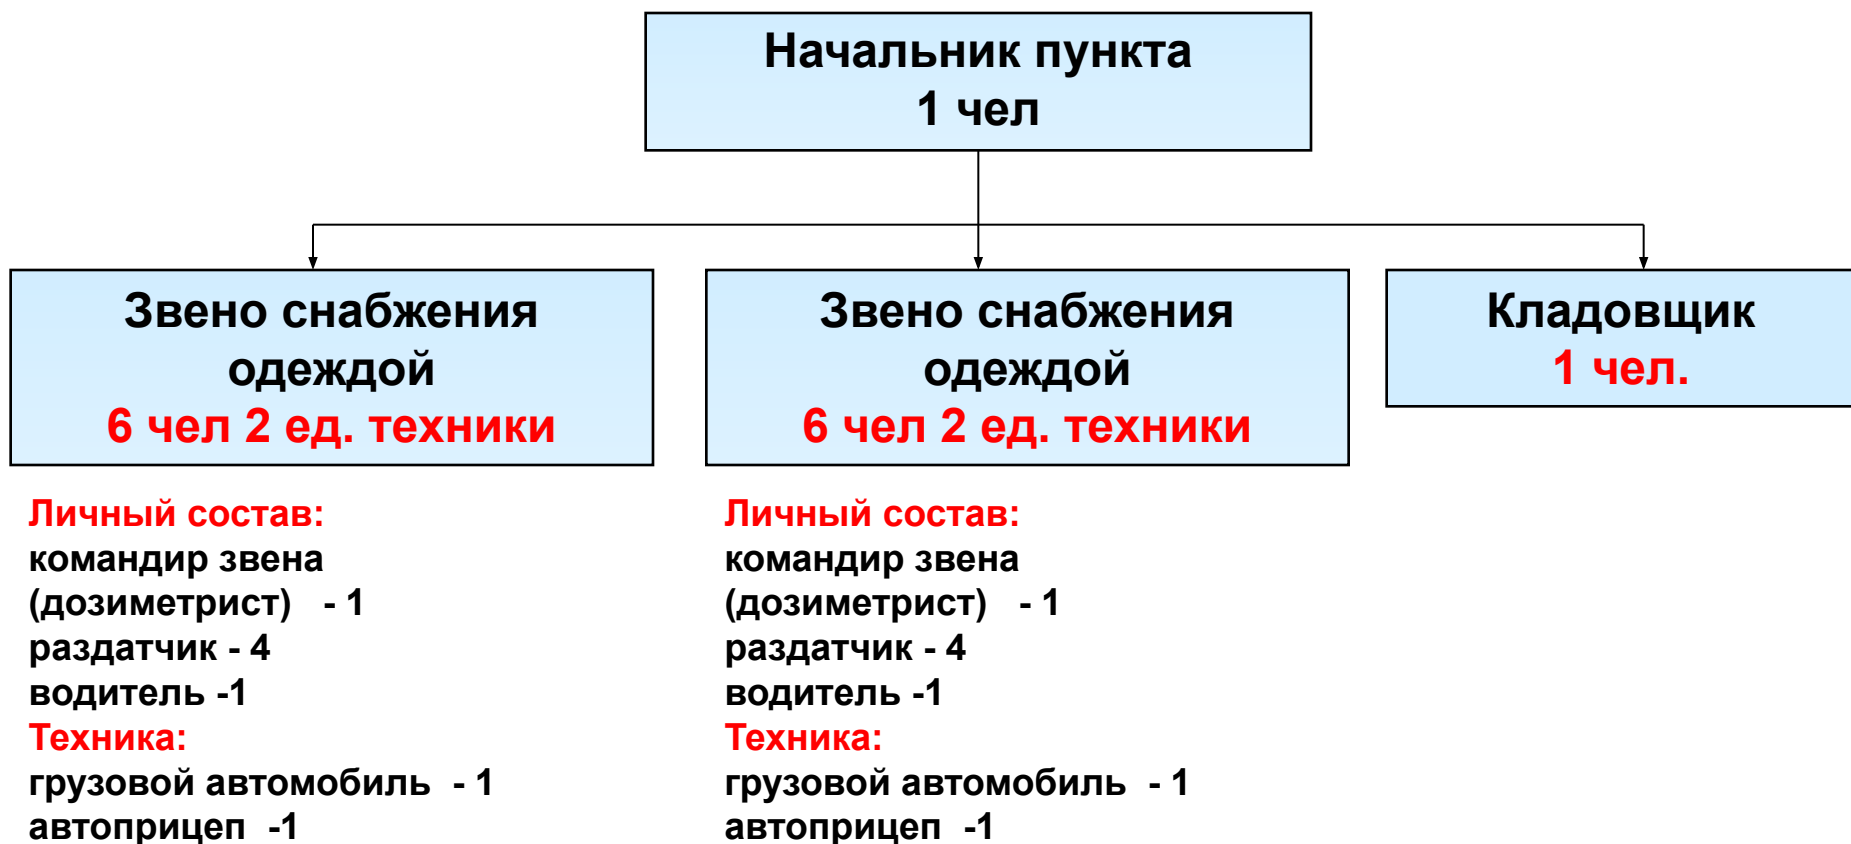 Начальник пункта
1 чел
Звено снабжения
одеждой
6 чел 2 ед. техники
Звено снабжения
одеждой
6 чел 2 ед. техники
Кладовщик
1 чел.
Личный состав:
командир звена
(дозиметрист) - 1
раздатчик - 4
водитель -1
Техника:
грузовой автомобиль - 1
автоприцеп -1
Личный состав:
командир звена
(дозиметрист) - 1
раздатчик - 4
водитель -1
Техника:
грузовой автомобиль - 1
автоприцеп -1